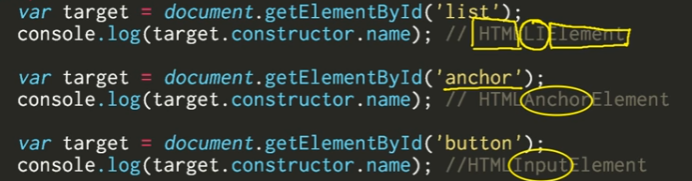 var target = document.getElementById('list');
console.log(target.constructor.name); // HTMLLIElement
var target = document.getElementById('anchor');
console.log(target.constructor.name); // HTMLAnchorElement
var target = document.getElementById('button');
console.log(target.constructor.name); //HTMLInputElement